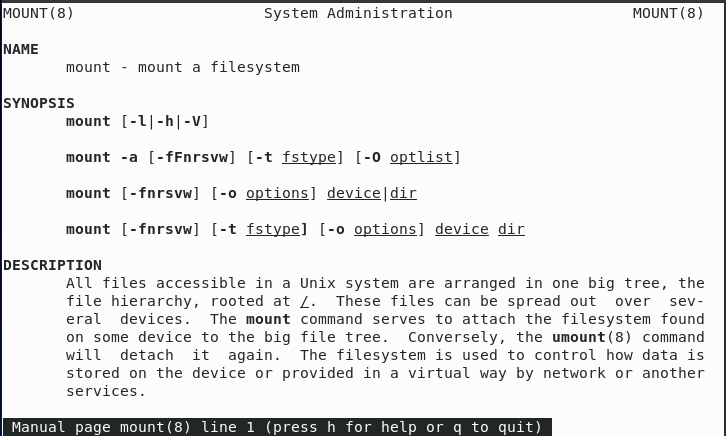 MOUNT(8) System Administration MOUNT(8)
NAME
mount - mount a filesystem
SYNOPSIS
mount [-l|-h|-V]
mount -a [-fFnrsvw] [-t fstype] [-O optlist]
mount [-fnrsvw] [-o options] device|dir
mount [-fnrsvw] [-t fstype] [-o options] device dir
DESCRIPTION
All files accessible in a Unix system are arranged in one big tree, the
file hierarchy, rooted at /.  These files can be spread out  over  sev-
eral  devices.  The mount command serves to attach the filesystem found
on some device to the big file tree.  Conversely, the umount(8) command
will  detach  it  again.  The filesystem is used to control how data is
stored on the device or provided in a virtual way by network or another
services.
Manual page mount(8) line 1 (press h for help or q to quit)